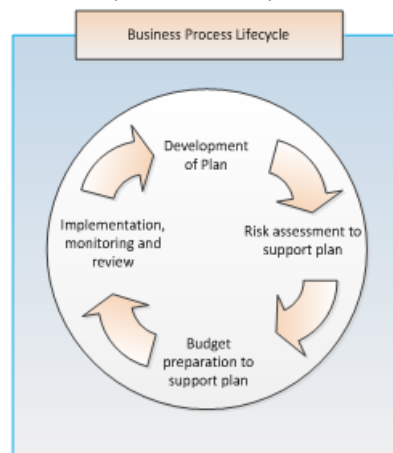 Business Process Lifecycle
Development
of Plan
Risk assessment to
support plan
Budget
preparation to
support plan
Implementation,
monitoring and
review